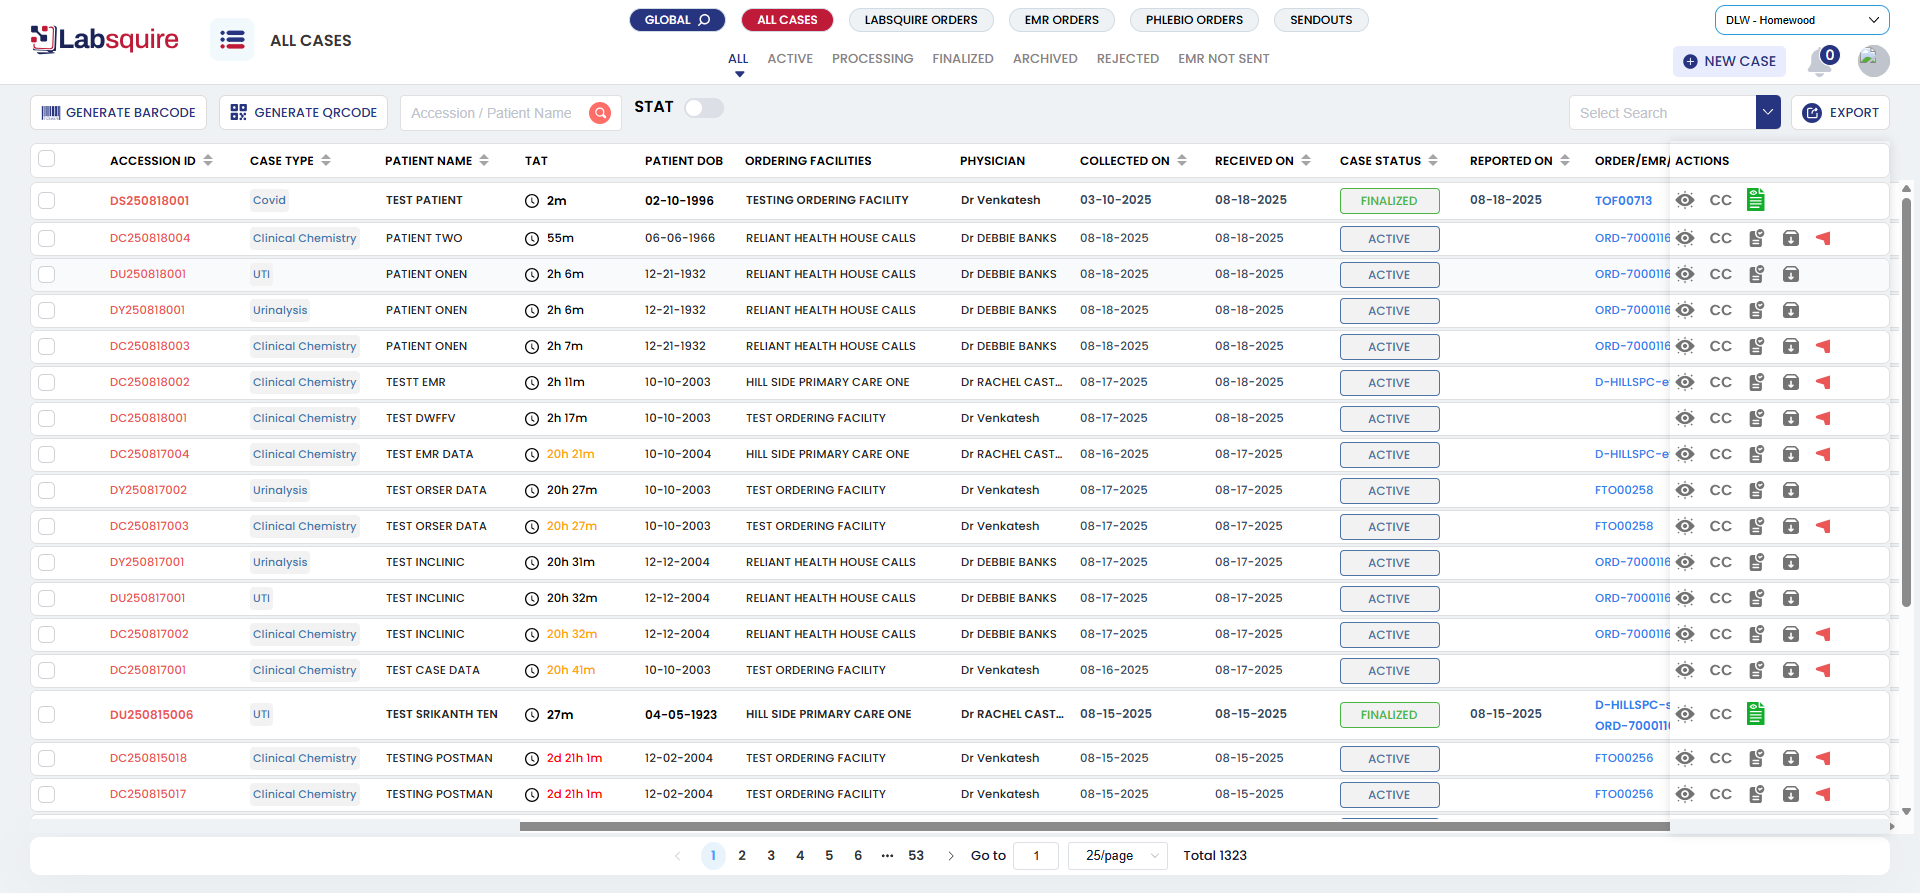 Labsquire
ALL CASES
GLOBAL
ALL CASES
LABSQUIRE ORDERS
EMR ORDERS
PHLEBIO ORDERS
SENDOUTS
DLW - Homewood
ALL
ACTIVE
PROCESSING
FINALIZED
ARCHIVED
REJECTED
EMR NOT SENT
NEW CASE
0
GENERATE BARCODE
GENERATE QRCODE
Accession / Patient Name
STAT
Select Search
EXPORT
ACCESSION ID CASE TYPE PATIENT NAME TAT PATIENT DOB ORDERING FACILITIES PHYSICIAN COLLECTED ON RECEIVED ON CASE STATUS REPORTED ON ORDER/EMR/ ACTIONS
DS250818001 Covid TEST PATIENT 2m 02-10-1996 TESTING ORDERING FACILITY Dr Venkatesh 03-10-2025 08-18-2025 FINALIZED 08-18-2025 TOF00713 CC
DC250818004 Clinical Chemistry PATIENT TWO 55m 06-06-1966 RELIANT HEALTH HOUSE CALLS Dr DEBBIE BANKS 08-18-2025 08-18-2025 ACTIVE ORD-7000116 CC
DU250818001 UTI PATIENT ONEN 2h 6m 12-21-1932 RELIANT HEALTH HOUSE CALLS Dr DEBBIE BANKS 08-18-2025 08-18-2025 ACTIVE ORD-7000116 CC
DY250818001 Urinalysis PATIENT ONEN 2h 6m 12-21-1932 RELIANT HEALTH HOUSE CALLS Dr DEBBIE BANKS 08-18-2025 08-18-2025 ACTIVE ORD-7000116 CC
DC250818003 Clinical Chemistry PATIENT ONEN 2h 7m 12-21-1932 RELIANT HEALTH HOUSE CALLS Dr DEBBIE BANKS 08-18-2025 08-18-2025 ACTIVE ORD-7000116 CC
DC250818002 Clinical Chemistry TESTT EMR 2h 11m 10-10-2003 HILL SIDE PRIMARY CARE ONE Dr RACHEL CAST... 08-17-2025 08-18-2025 ACTIVE D-HILLSPC-e CC
DC250818001 Clinical Chemistry TEST DWFFV 2h 17m 10-10-2003 TEST ORDERING FACILITY Dr Venkatesh 08-17-2025 08-18-2025 ACTIVE CC
DC250817004 Clinical Chemistry TEST EMR DATA 20h 21m 10-10-2004 HILL SIDE PRIMARY CARE ONE Dr RACHEL CAST... 08-16-2025 08-17-2025 ACTIVE D-HILLSPC-e CC
DY250817002 Urinalysis TEST ORSER DATA 20h 27m 10-10-2003 TEST ORDERING FACILITY Dr Venkatesh 08-17-2025 08-17-2025 ACTIVE FTO00258 CC
DC250817003 Clinical Chemistry TEST ORSER DATA 20h 27m 10-10-2003 TEST ORDERING FACILITY Dr Venkatesh 08-17-2025 08-17-2025 ACTIVE FTO00258 CC
DY250817001 Urinalysis TEST INCLINIC 20h 31m 12-12-2004 RELIANT HEALTH HOUSE CALLS Dr DEBBIE BANKS 08-17-2025 08-17-2025 ACTIVE ORD-7000116 CC
DU250817001 UTI TEST INCLINIC 20h 32m 12-12-2004 RELIANT HEALTH HOUSE CALLS Dr DEBBIE BANKS 08-17-2025 08-17-2025 ACTIVE ORD-7000116 CC
DC250817002 Clinical Chemistry TEST INCLINIC 20h 32m 12-12-2004 RELIANT HEALTH HOUSE CALLS Dr DEBBIE BANKS 08-17-2025 08-17-2025 ACTIVE ORD-7000116 CC
DC250817001 Clinical Chemistry TEST CASE DATA 20h 41m 10-10-2003 TEST ORDERING FACILITY Dr Venkatesh 08-16-2025 08-17-2025 ACTIVE CC
DU250815006 UTI TEST SRIKANTH TEN 27m 04-05-1923 HILL SIDE PRIMARY CARE ONE Dr RACHEL CAST... 08-15-2025 08-15-2025 FINALIZED 08-15-2025 D-HILLSPC-s CC
ORD-700011
DC250815018 Clinical Chemistry TESTING POSTMAN 2d 21h 1m 12-02-2004 TEST ORDERING FACILITY Dr Venkatesh 08-15-2025 08-15-2025 ACTIVE FTO00256 CC
DC250815017 Clinical Chemistry TESTING POSTMAN 2d 21h 1m 12-02-2004 TEST ORDERING FACILITY Dr Venkatesh 08-15-2025 08-15-2025 ACTIVE FTO00256 CC
1 2 3 4 5 6 ••• 53 Go to 1 25/page Total 1323